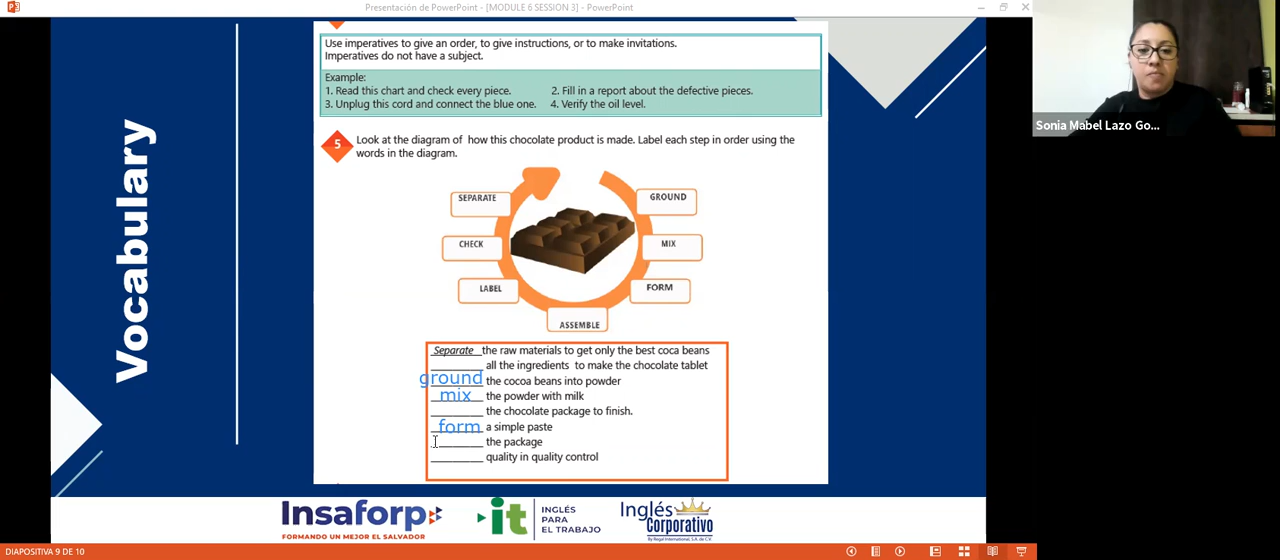 Presentación de PowerPoint - [MODULE 6 SESSION 3] - PowerPoint
Use imperatives to give an order, to give instructions, or to make invitations.
Imperatives do not have a subject.
Example:
1. Read this chart and check every piece. 2. Fill in a report about the defective pieces.
3. Unplug this cord and connect the blue one. 4. Verify the oil level.
Vocabulary
5 Look at the diagram of how this chocolate product is made. Label each step in order using the
words in the diagram.
SEPARATE
GROUND
CHECK
MIX
LABEL
FORM
ASSEMBLE
Separate the raw materials to get only the best coca beans
all the ingredients to make the chocolate tablet
ground the cocoa beans into powder
mix the powder with milk
the chocolate package to finish.
form a simple paste
the package
quality in quality control
Insaforp
FORMANDO UN MEJOR EL SALVADOR
it INGLÉS
PARA
EL TRABAJO
Inglés
Corporativo
By Regal International, S.A. de C.V.
DIAPOSITIVA 9 DE 10
Sonia Mabel Lazo Go...